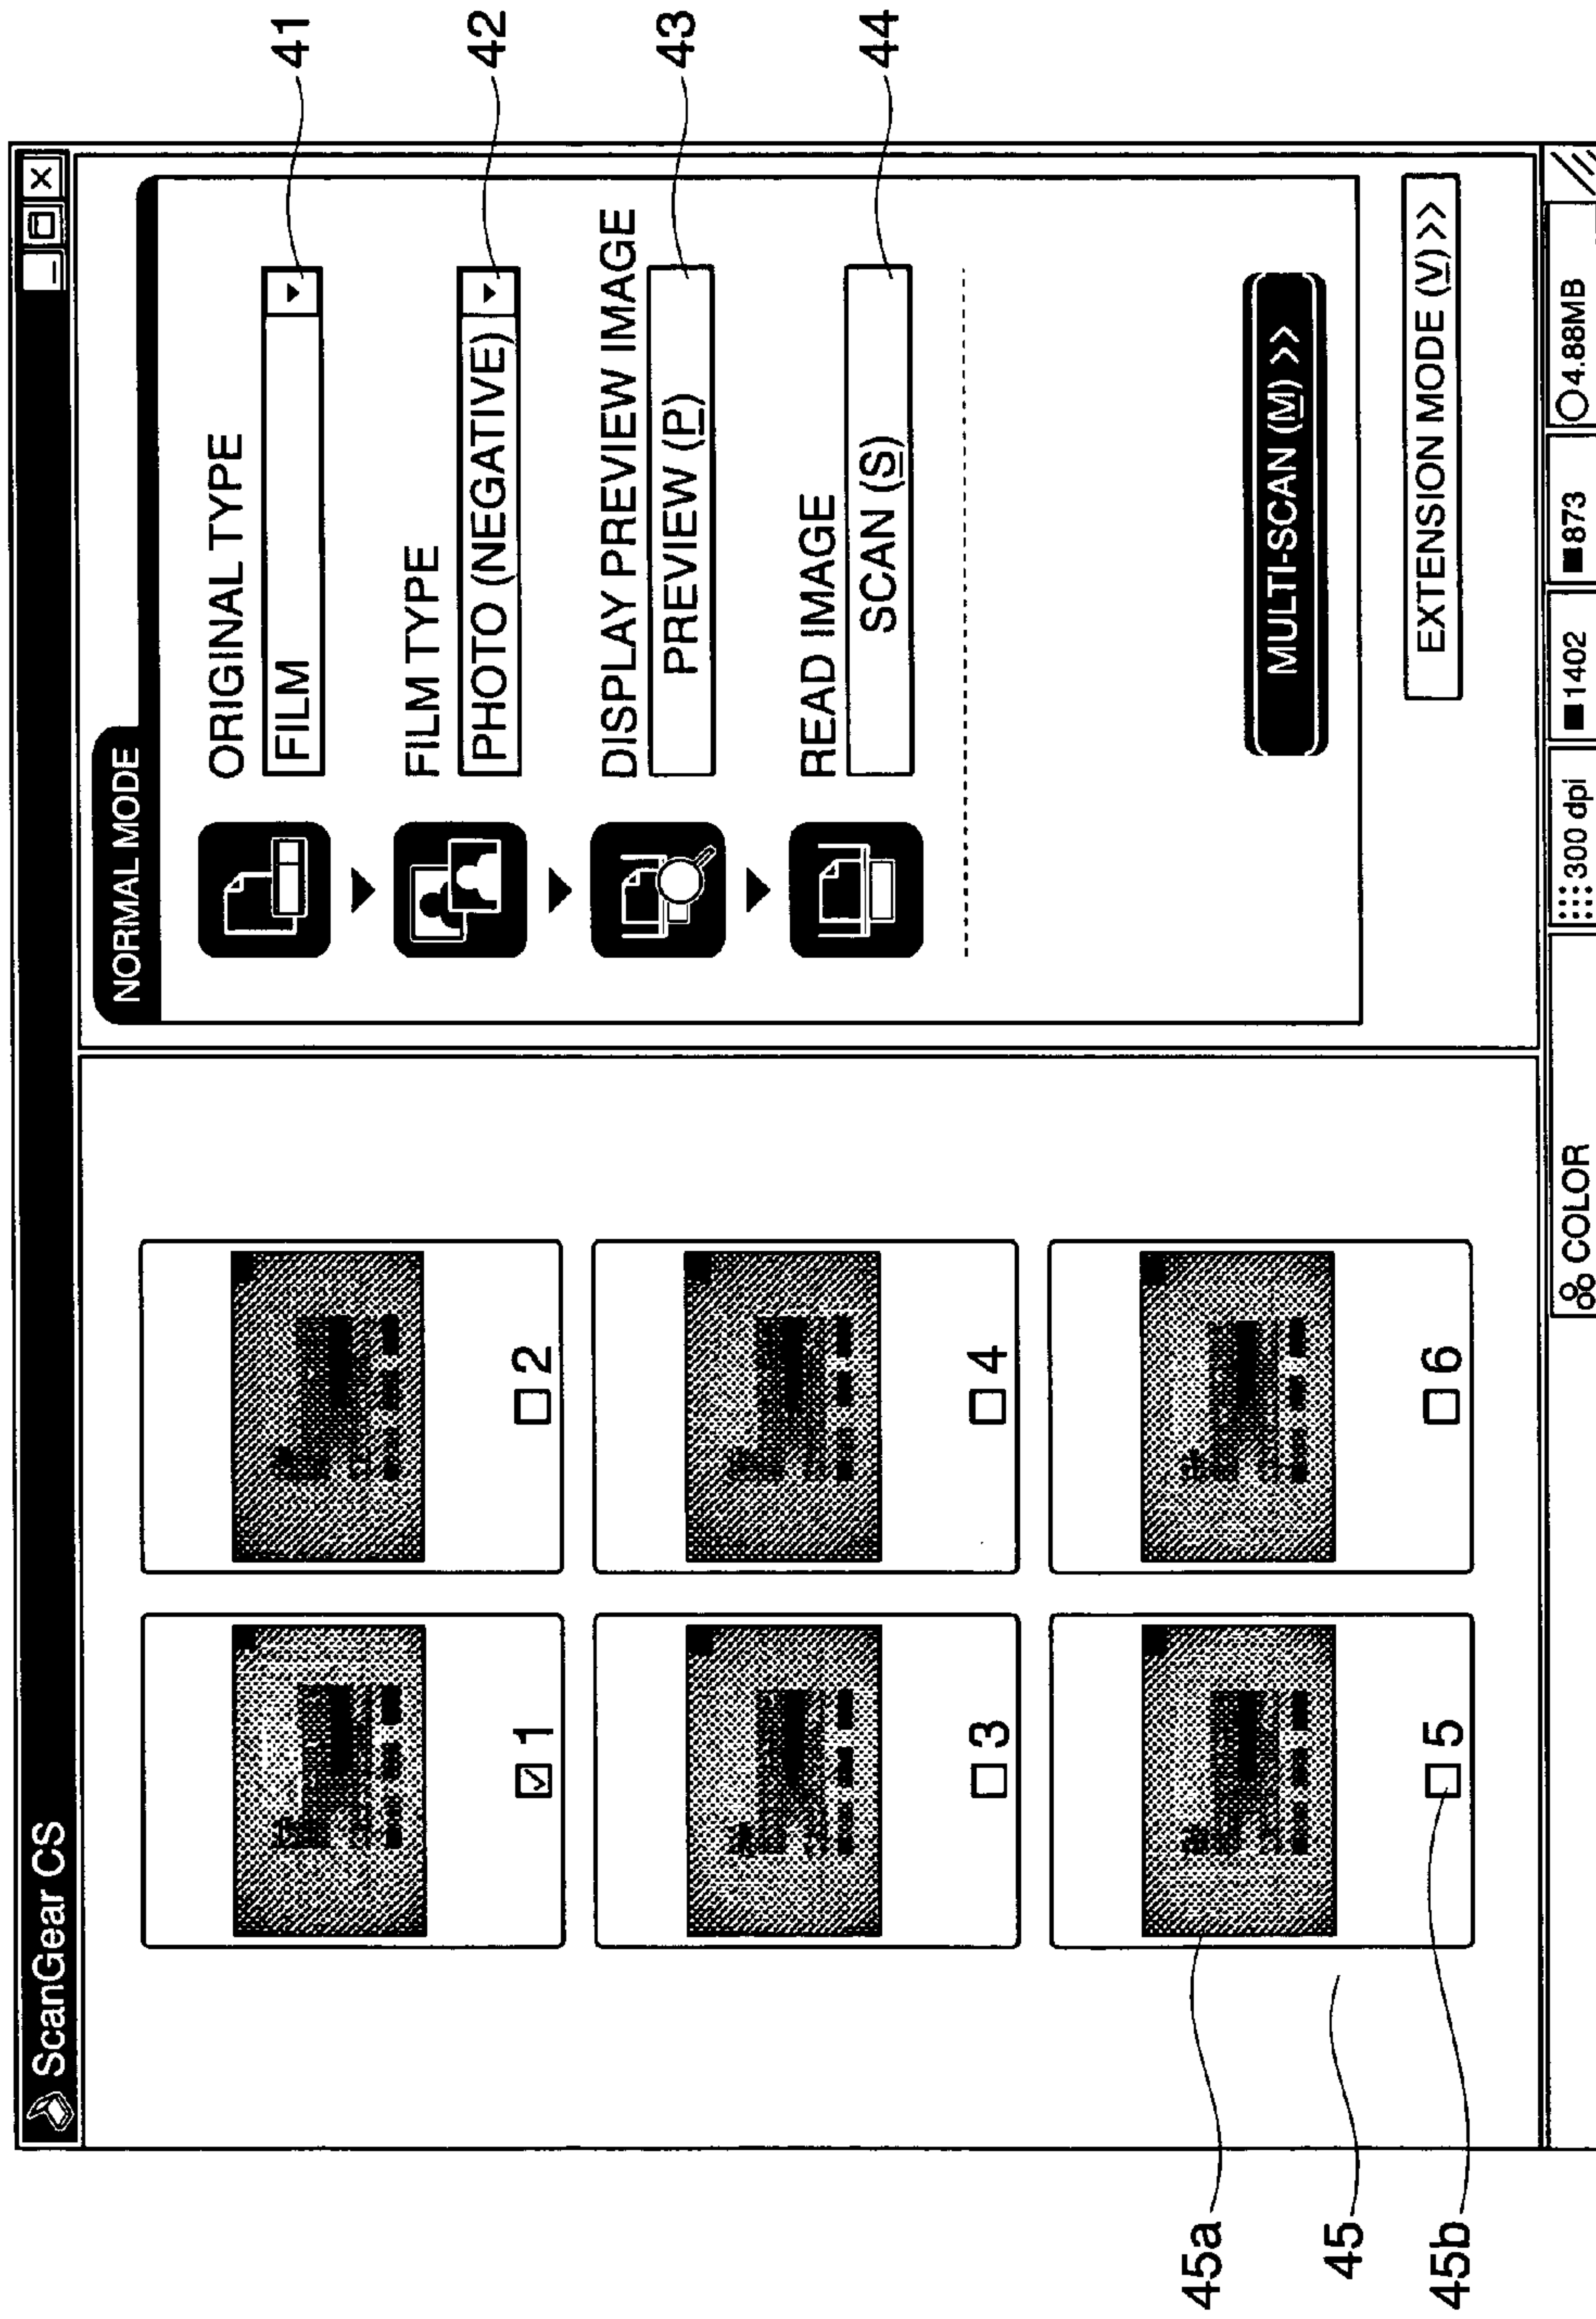 ScanGear CS
1
2
3
4
5
6
NORMAL MODE
ORIGINAL TYPE
FILM
FILM TYPE
PHOTO (NEGATIVE)
DISPLAY PREVIEW IMAGE
PREVIEW (P)
READ IMAGE
SCAN (S)
MULTI-SCAN (M) >>
EXTENSION MODE (V) >>
COLOR
300 dpi
1402
873
4.88MB
41
42
43
44
45a
45
45b